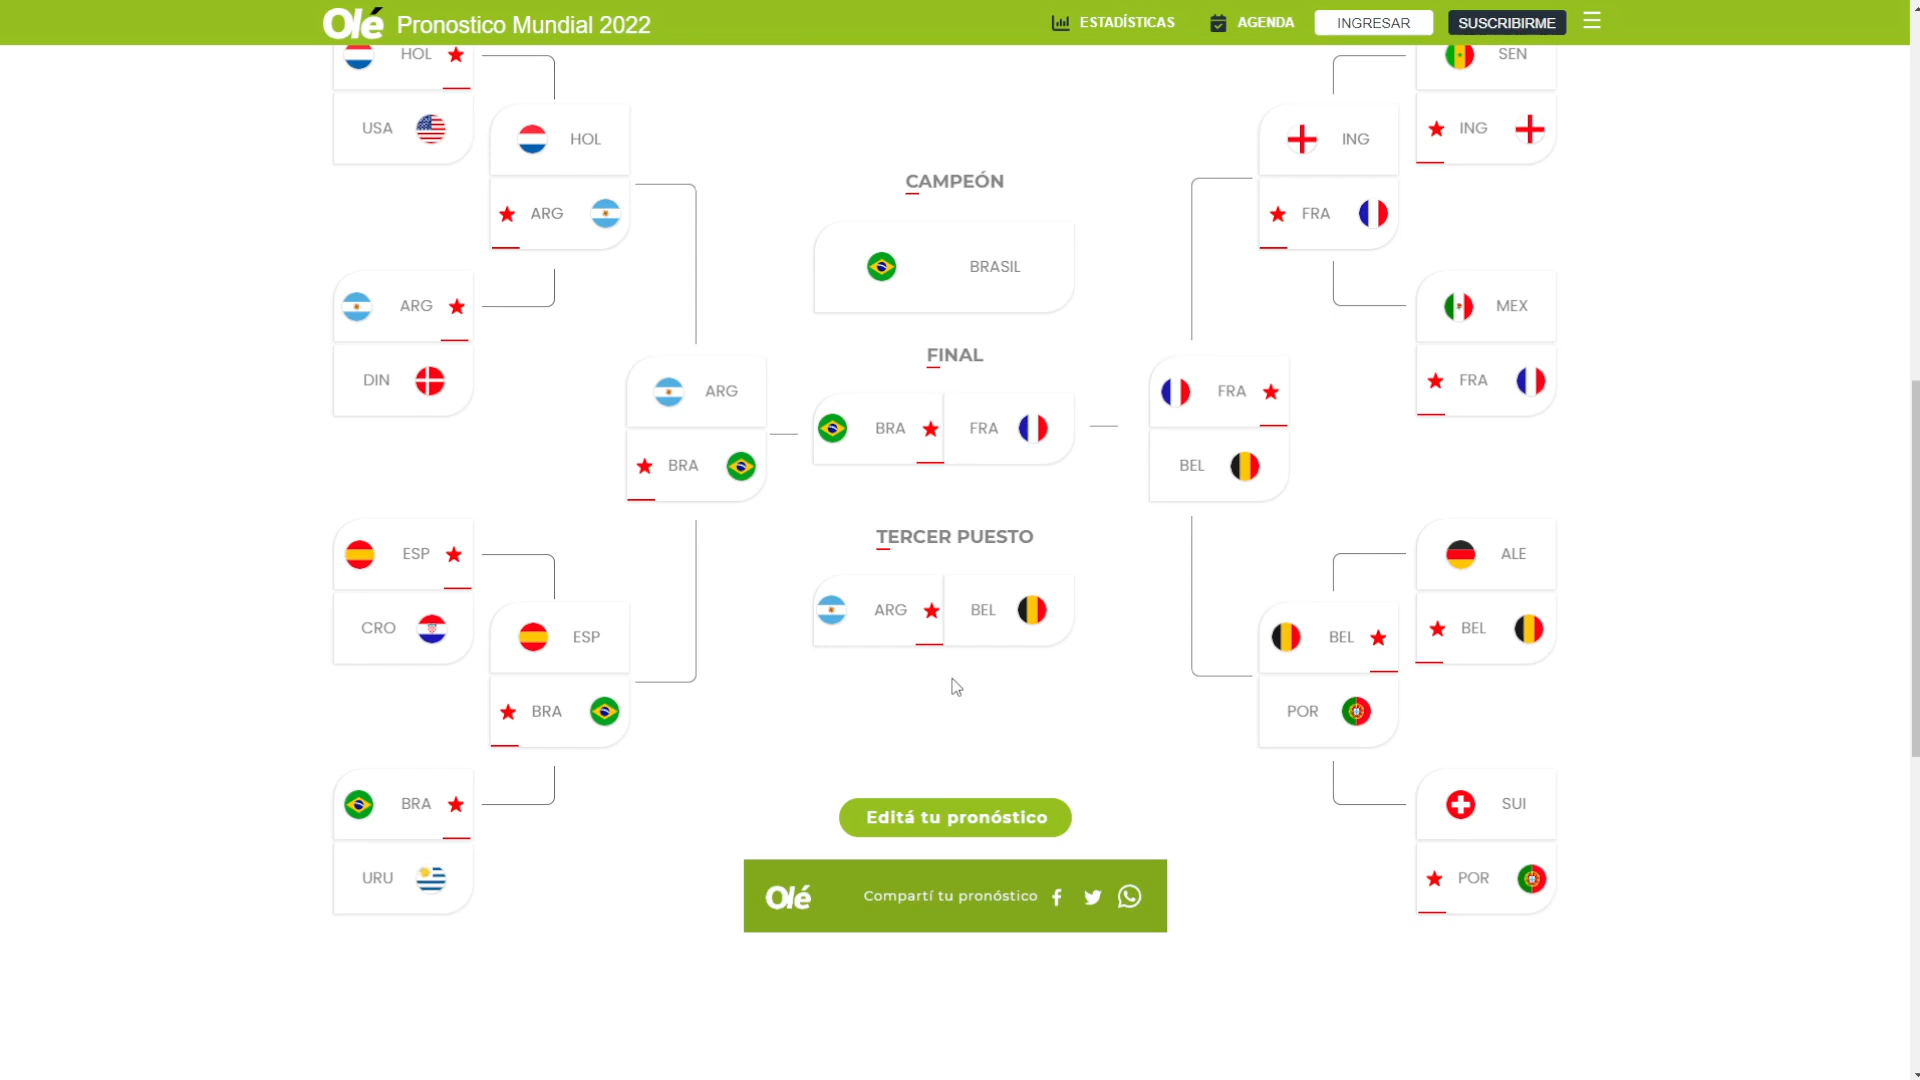 Olé Pronostico Mundial 2022 ESTADÍSTICAS AGENDA INGRESAR SUSCRIBIRME
HOL
USA
HOL
ARG
ARG
DIN
ARG
BRA
ESP
CRO
ESP
BRA
BRA
URU
CAMPEÓN
BRASIL
FINAL
BRA FRA
TERCER PUESTO
ARG BEL
Editá tu pronóstico
Olé Compartí tu pronóstico
SEN
ING
ING
FRA
MEX
FRA
FRA
BEL
ALE
BEL
BEL
POR
SUI
POR